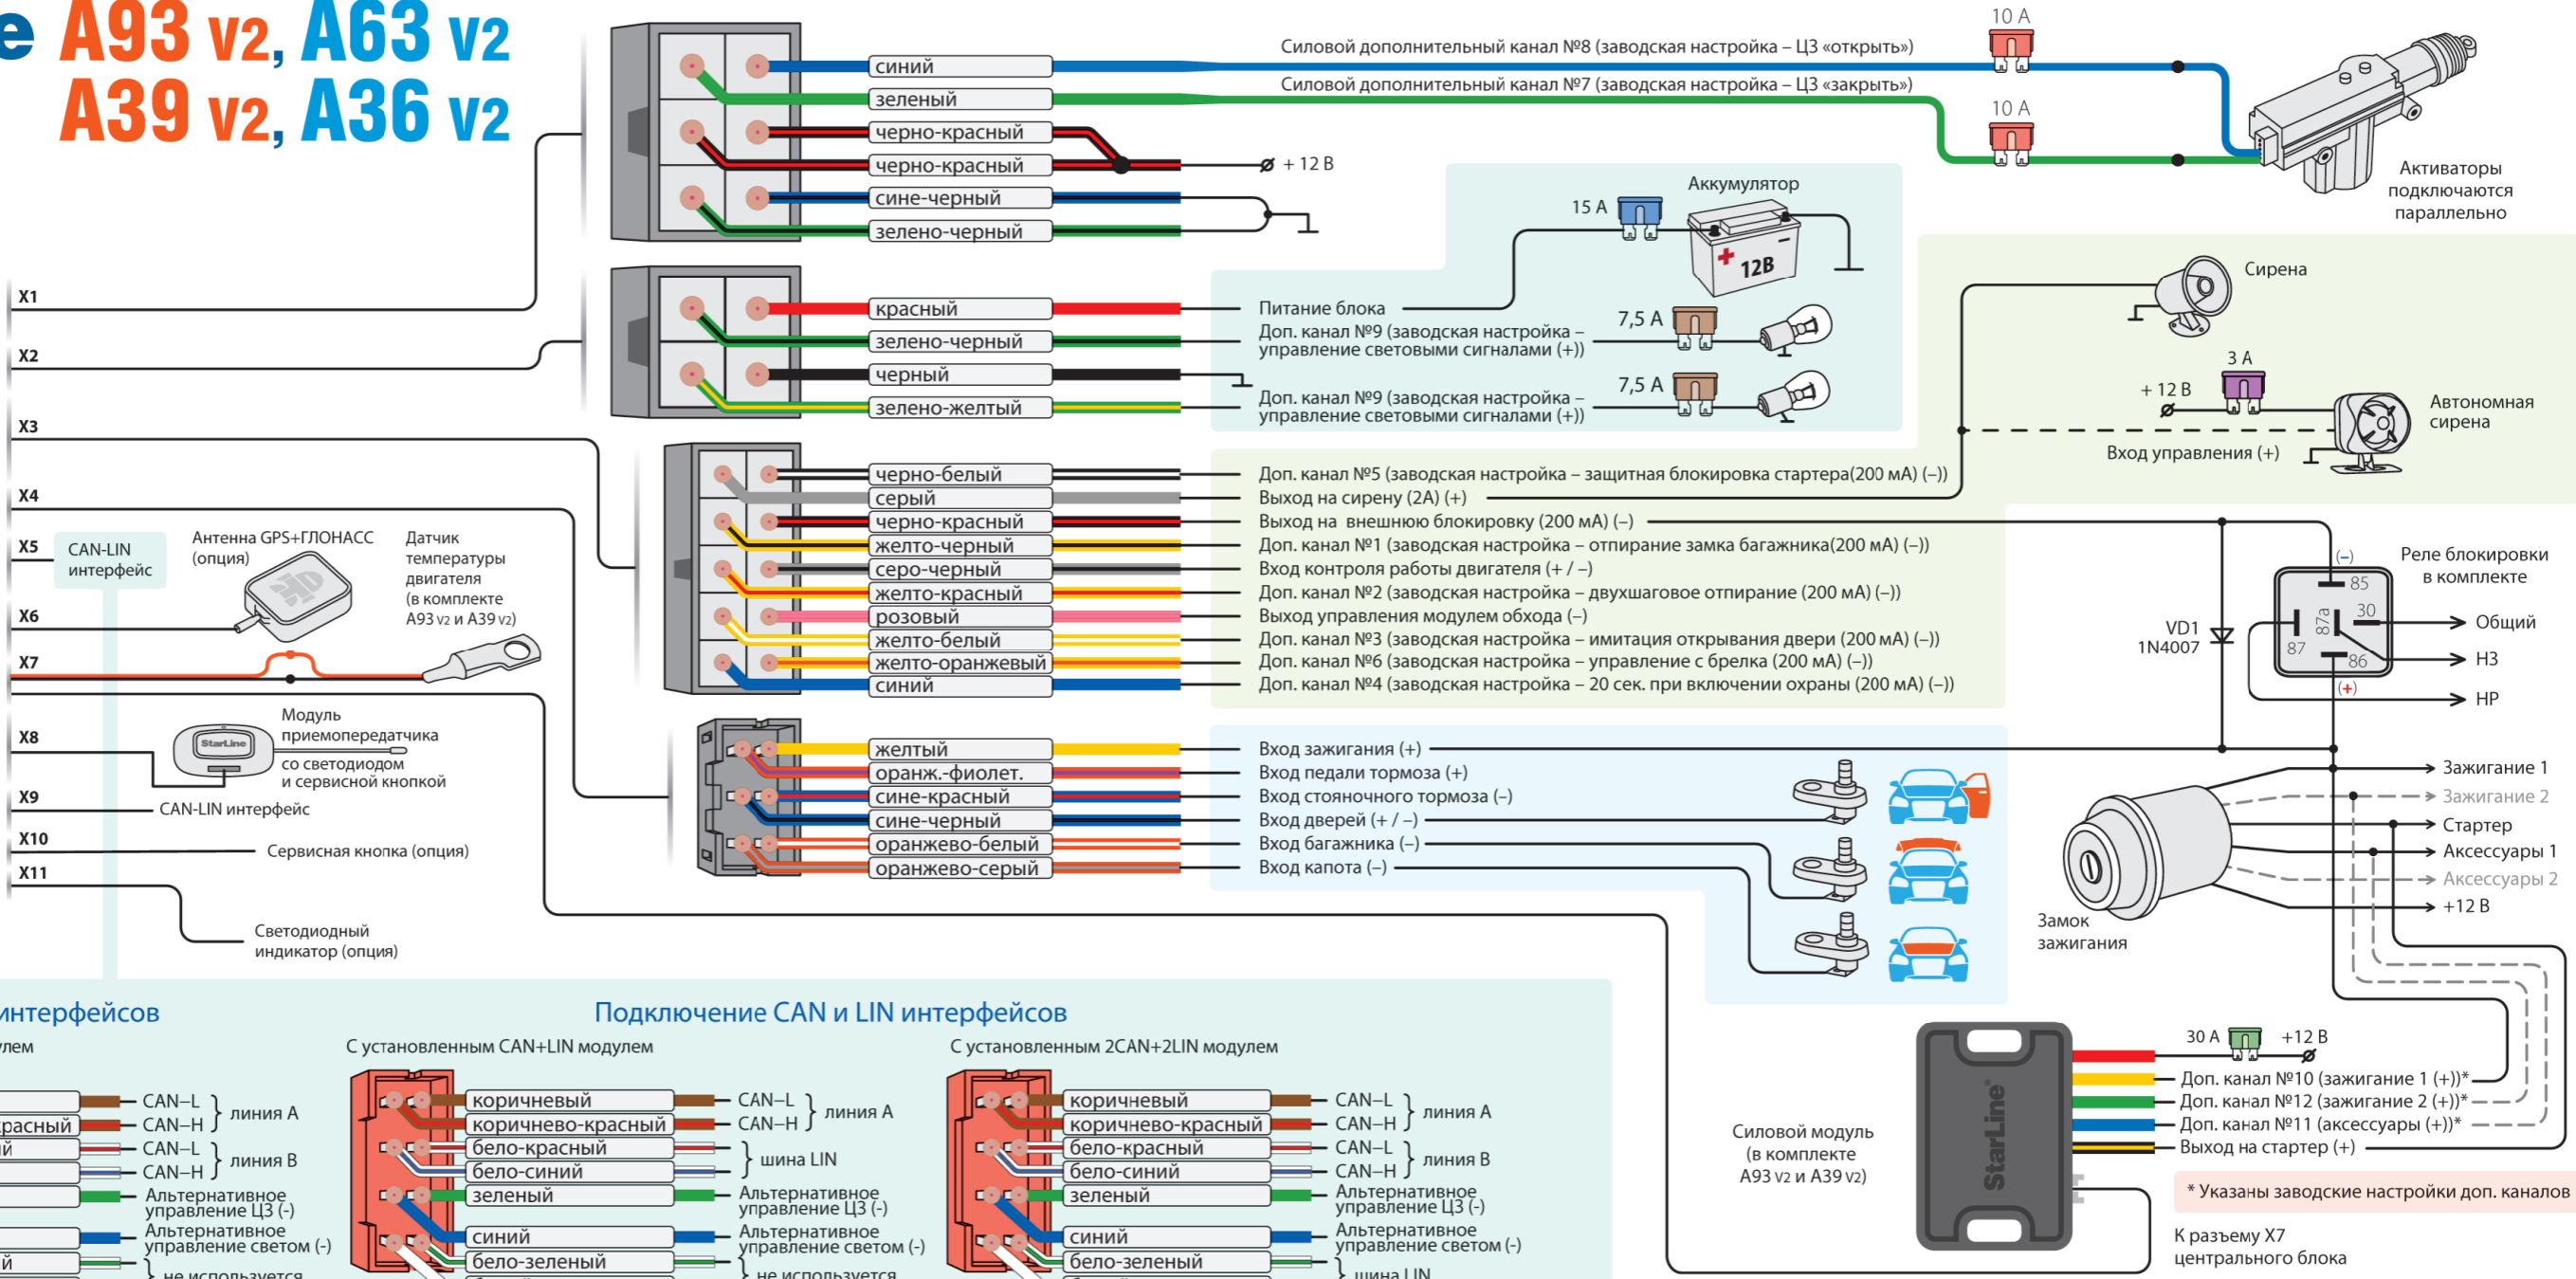 е A93 V2, A63 V2
A39 V2, A36 V2
X1
X2
X3
X4
X5
CAN-LIN
интерфейс
Антенна GPS+ГЛОНАСС
(опция)
Датчик
температуры
двигателя
(в комплекте
A93 V2 и A39 V2)
X6
X7
X8
StarLine
Модуль
приемопередатчика
со светодиодом
и сервисной кнопкой
X9
CAN-LIN интерфейс
X10
Сервисная кнопка (опция)
X11
Светодиодный
индикатор (опция)
синий
зеленый
черно-красный
черно-красный
сине-черный
зелено-черный
Силовой дополнительный канал №8 (заводская настройка – ЦЗ «открыть»)
Силовой дополнительный канал №7 (заводская настройка – ЦЗ «закрыть»)
+ 12 В
10 А
10 А
Активаторы
подключаются
параллельно
красный
зелено-черный
черный
зелено-желтый
Питание блока
Доп. канал №9 (заводская настройка –
управление световыми сигналами (+))
Доп. канал №9 (заводская настройка –
управление световыми сигналами (+))
15 А
Аккумулятор
12В
7,5 А
7,5 А
Сирена
3 А
+ 12 В
Автономная
сирена
Вход управления (+)
черно-белый
серый
черно-красный
желто-черный
серо-черный
желто-красный
розовый
желто-белый
желто-оранжевый
синий
Доп. канал №5 (заводская настройка – защитная блокировка стартера(200 мА) (–))
Выход на сирену (2А) (+)
Выход на внешнюю блокировку (200 мА) (–)
Доп. канал №1 (заводская настройка – отпирание замка багажника(200 мА) (–))
Вход контроля работы двигателя (+ / –)
Доп. канал №2 (заводская настройка – двухшаговое отпирание (200 мА) (–))
Выход управления модулем обхода (–)
Доп. канал №3 (заводская настройка – имитация открывания двери (200 мА) (–))
Доп. канал №6 (заводская настройка – управление с брелка (200 мА) (–))
Доп. канал №4 (заводская настройка – 20 сек. при включении охраны (200 мА) (–))
VD1
1N4007
(–)
85
87a
30
87
86
(+)
Реле блокировки
в комплекте
Общий
НЗ
НР
желтый
оранж.-фиолет.
сине-красный
сине-черный
оранжево-белый
оранжево-серый
Вход зажигания (+)
Вход педали тормоза (+)
Вход стояночного тормоза (–)
Вход дверей (+ / –)
Вход багажника (–)
Вход капота (–)
Замок
зажигания
Зажигание 1
Зажигание 2
Стартер
Аксессуары 1
Аксессуары 2
+12 В
Силовой модуль
(в комплекте
A93 V2 и A39 V2)
StarLine
30 А
+12 В
Доп. канал №10 (зажигание 1 (+))*
Доп. канал №12 (зажигание 2 (+))*
Доп. канал №11 (аксессуары (+))*
Выход на стартер (+)
* Указаны заводские настройки доп. каналов
К разъему X7
центрального блока
интерфейсов
улем
красный
й
й
CAN–L
CAN–H
линия А
CAN–L
CAN–H
линия В
Альтернативное
управление ЦЗ (-)
Альтернативное
управление светом (-)
не используется
Подключение CAN и LIN интерфейсов
С установленным CAN+LIN модулем
коричневый
коричнево-красный
бело-красный
бело-синий
зеленый
синий
бело-зеленый
CAN–L
CAN–H
линия А
шина LIN
Альтернативное
управление ЦЗ (-)
Альтернативное
управление светом (-)
не используется
С установленным 2CAN+2LIN модулем
коричневый
коричнево-красный
бело-красный
бело-синий
зеленый
синий
бело-зеленый
CAN–L
CAN–H
линия А
CAN–L
CAN–H
линия В
Альтернативное
управление ЦЗ (-)
Альтернативное
управление светом (-)
шина LIN